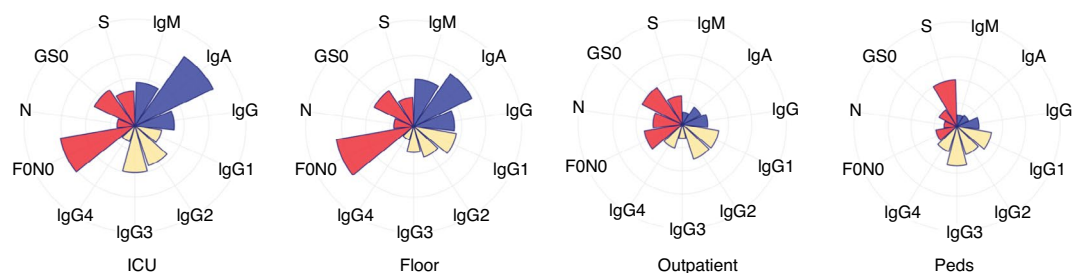 S IgM
GS0 IgA
N IgG
F0N0 IgG1
IgG4 IgG2
IgG3
ICU
S IgM
GS0 IgA
N IgG
F0N0 IgG1
IgG4 IgG2
IgG3
Floor
S IgM
GS0 IgA
N IgG
F0N0 IgG1
IgG4 IgG2
IgG3
Outpatient
S IgM
GS0 IgA
N IgG
F0N0 IgG1
IgG4 IgG2
IgG3
Peds